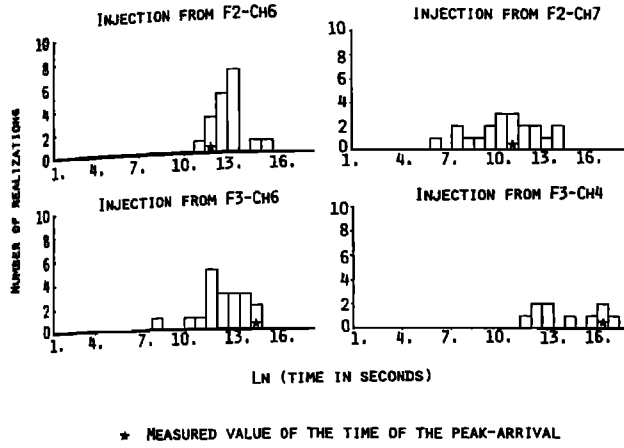 INJECTION FROM F2-CH6
INJECTION FROM F2-CH7
10
8
6
4
2
0
1. 4. 7. 10. 13. 16.
10
8
6
4
2
0
1. 4. 7. 10. 13. 16.
INJECTION FROM F3-CH6
INJECTION FROM F3-CH4
10
8
6
4
2
0
1. 4. 7. 10. 13. 16.
10
8
6
4
2
0
1. 4. 7. 10. 13. 16.
NUMBER OF REALIZATIONS
LN (TIME IN SECONDS)
★ MEASURED VALUE OF THE TIME OF THE PEAK-ARRIVAL